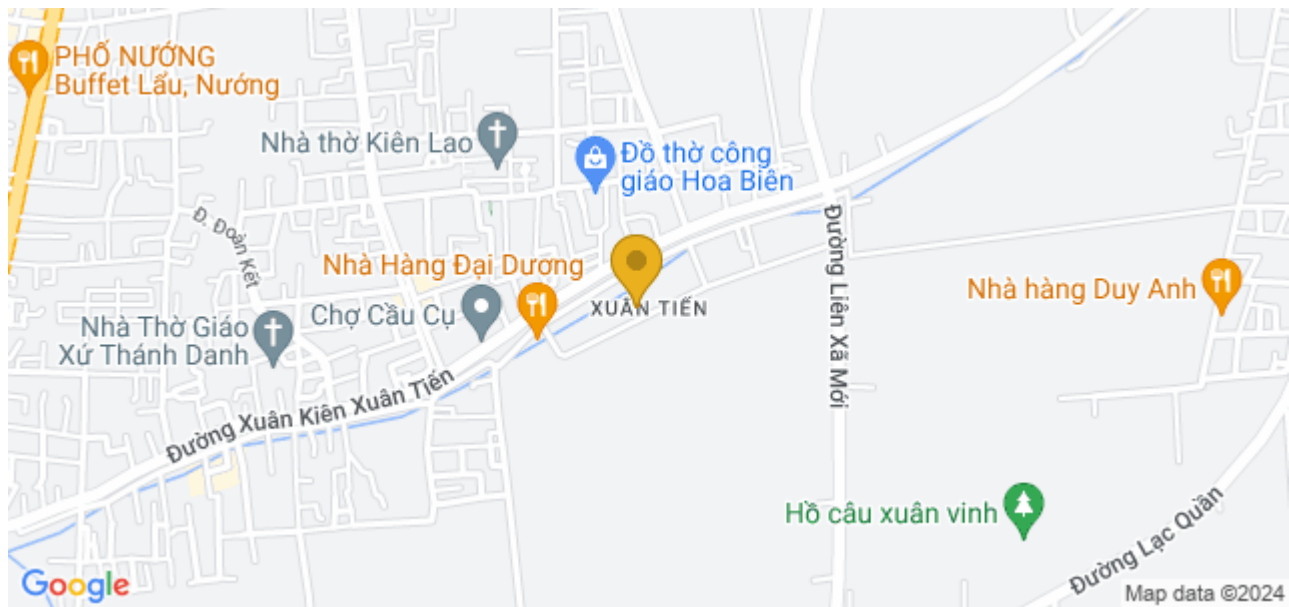 PHỐ NƯỚNG
Buffet Lẩu, Nướng
Nhà thờ Kiên Lao
Đồ thờ công
giáo Hoa Biên
Đ. Đoàn Kết
Đường Liên Xã Mới
Nhà Hàng Đại Dương
Nhà hàng Duy Anh
Chợ Cầu Cụ
XUÂN TIẾN
Nhà Thờ Giáo
Xứ Thánh Danh
Đường Xuân Kiên Xuân Tiến
Hồ câu xuân vinh
Đường Lạc Quần
Google
Map data ©2024